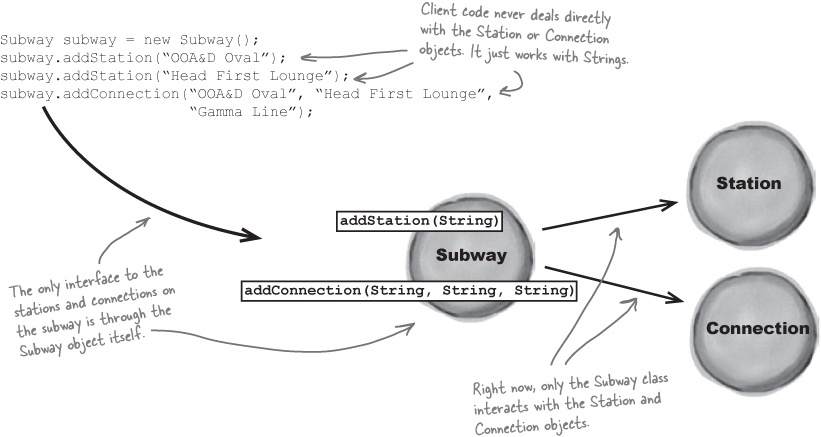 Subway subway = new Subway();
subway.addStation(“OOA&D Oval”);
subway.addStation(“Head First Lounge”);
subway.addConnection(“OOA&D Oval”, “Head First Lounge”,
“Gamma Line”);
Client code never deals directly
with the Station or Connection
objects. It just works with Strings.
Station
addStation(String)
Subway
addConnection(String, String, String)
Connection
The only interface to the
stations and connections on
the subway is through the
Subway object itself.
Right now, only the Subway class
interacts with the Station and
Connection objects.